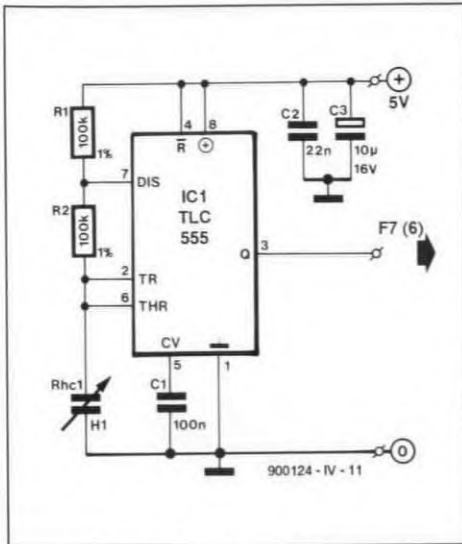 R1
100k
1%
R2
100k
1%
Rhc1
H1
4
R
8
7
DIS
IC1
TLC
555
2
TR
6
THR
Q
3
CV
5
1
C1
100n
C2
22n
C3
10µ
16V
+
5V
F7 (6)
0
900124 - IV - 11